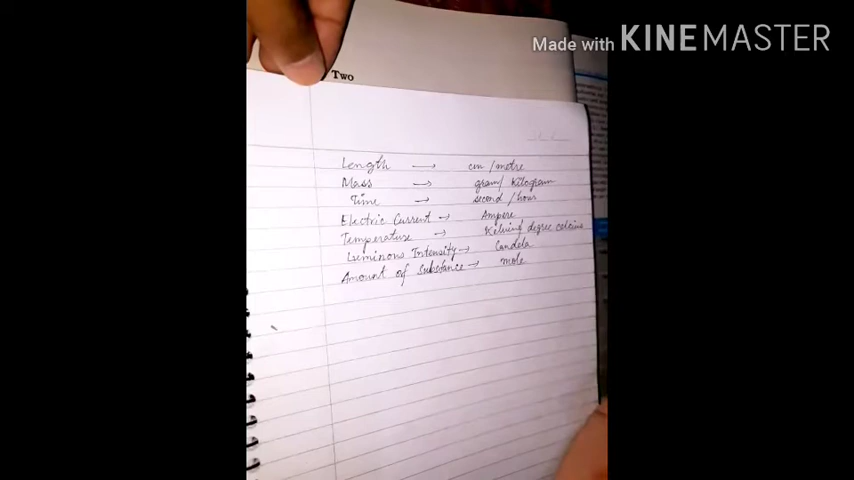 Made with KINEMASTER
Two
Length → cm/metre
Mass → gram/Kilogram
Time → second/hour
Electric Current → Ampere
Temperature → Kelvin/degree celcius
Luminous Intensity → Candela
Amount of Substance → mole